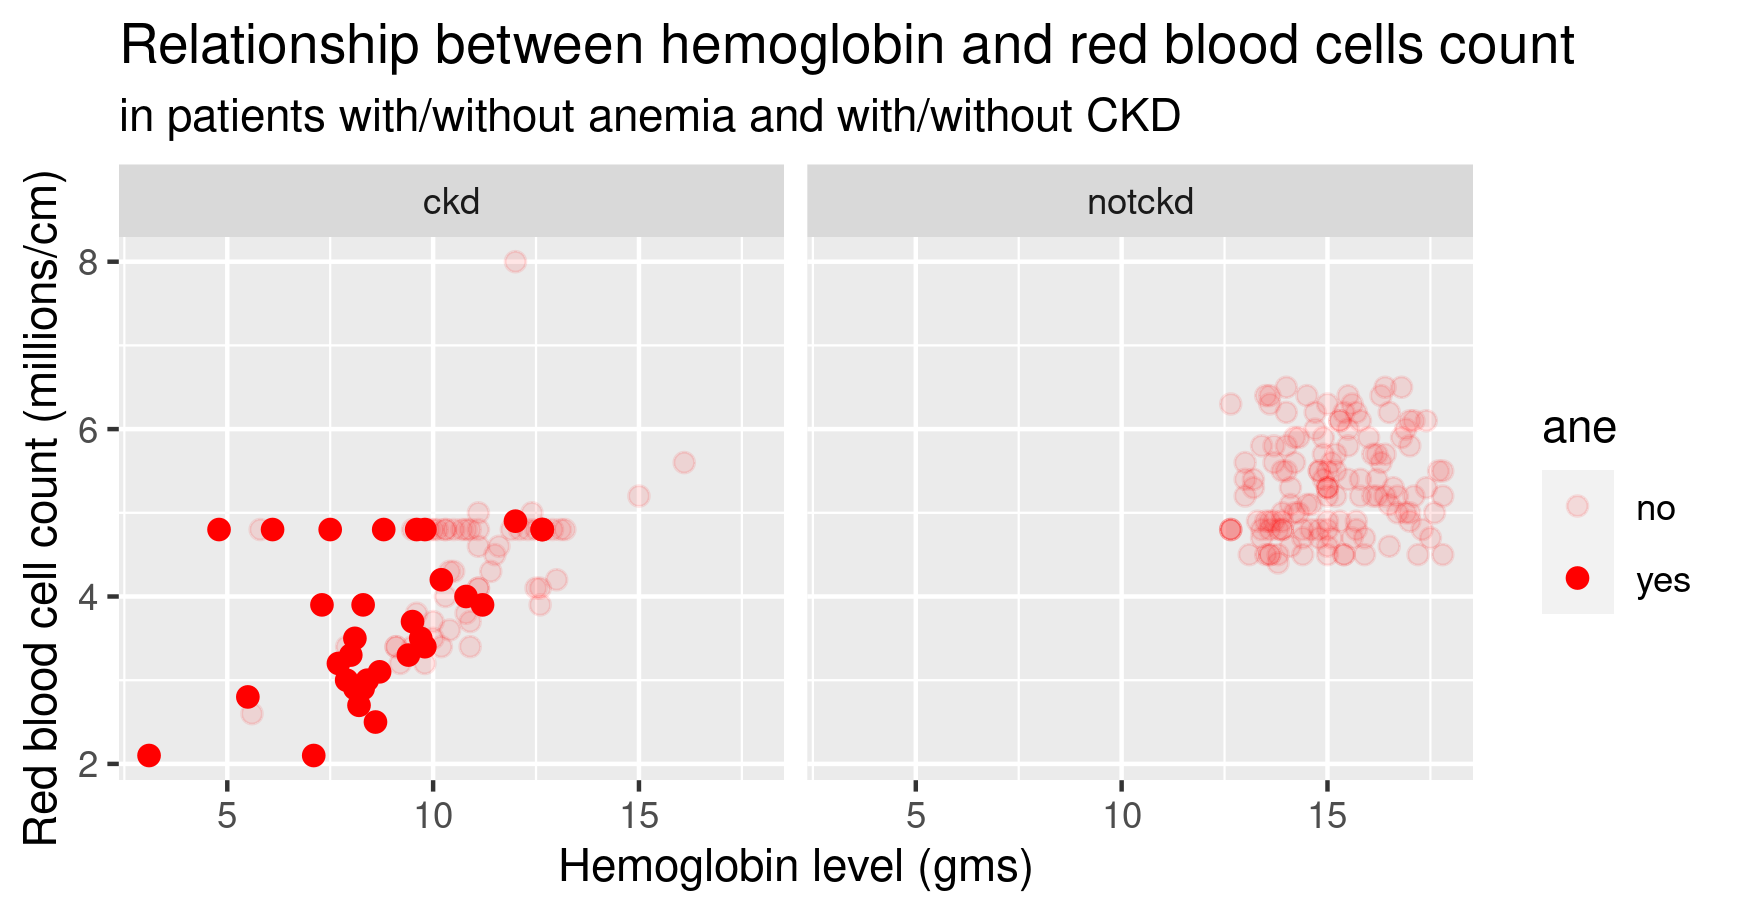 Relationship between hemoglobin and red blood cells count
in patients with/without anemia and with/without CKD
ckd
notckd
Red blood cell count (millions/cm)
8
6
4
2
5
10
15
5
10
15
Hemoglobin level (gms)
ane
no
yes